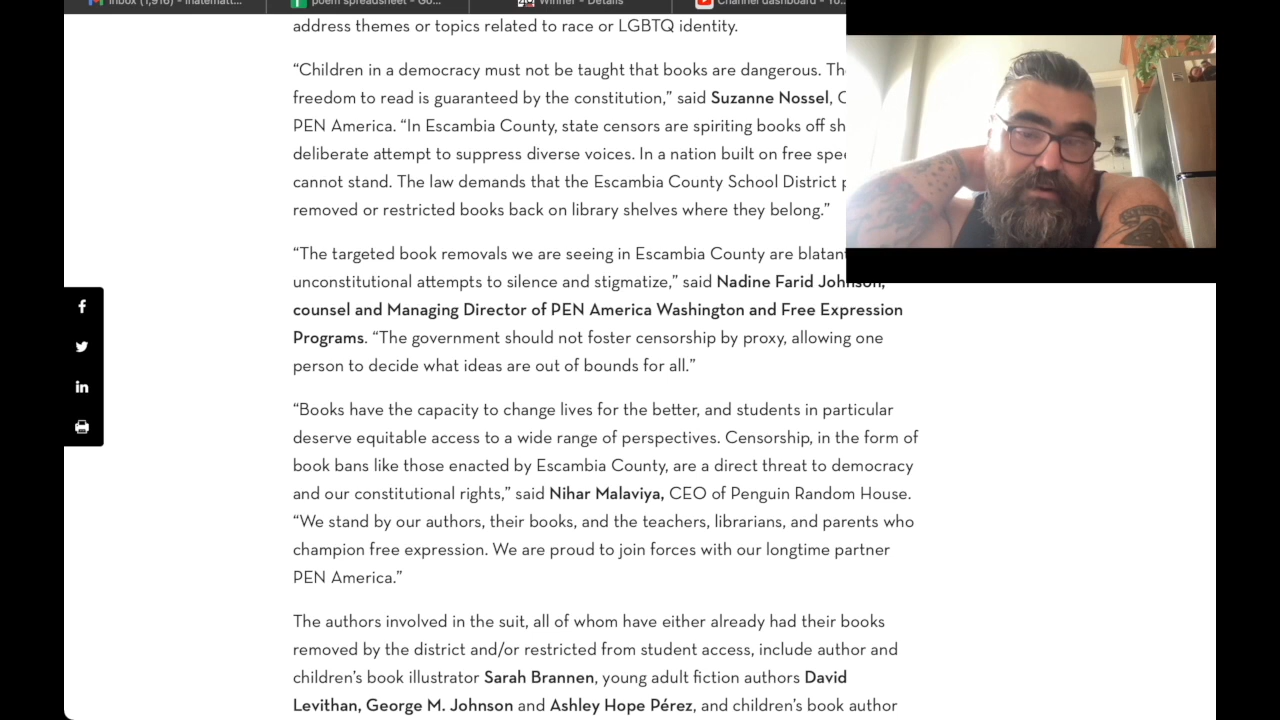 Inbox (1,916) - inatematt...
poem spreadsheet - Go...
Winner - Details
Channel dashboard - Yo...
address themes or topics related to race or LGBTQ identity.
“Children in a democracy must not be taught that books are dangerous. Th
freedom to read is guaranteed by the constitution,” said Suzanne Nossel, C
PEN America. “In Escambia County, state censors are spiriting books off sh
deliberate attempt to suppress diverse voices. In a nation built on free spe
cannot stand. The law demands that the Escambia County School District p
removed or restricted books back on library shelves where they belong.”
“The targeted book removals we are seeing in Escambia County are blatan
unconstitutional attempts to silence and stigmatize,” said Nadine Farid Johnson,
counsel and Managing Director of PEN America Washington and Free Expression
Programs. “The government should not foster censorship by proxy, allowing one
person to decide what ideas are out of bounds for all.”
“Books have the capacity to change lives for the better, and students in particular
deserve equitable access to a wide range of perspectives. Censorship, in the form of
book bans like those enacted by Escambia County, are a direct threat to democracy
and our constitutional rights,” said Nihar Malaviya, CEO of Penguin Random House.
“We stand by our authors, their books, and the teachers, librarians, and parents who
champion free expression. We are proud to join forces with our longtime partner
PEN America.”
The authors involved in the suit, all of whom have either already had their books
removed by the district and/or restricted from student access, include author and
children’s book illustrator Sarah Brannen, young adult fiction authors David
Levithan, George M. Johnson and Ashley Hope Pérez, and children’s book author